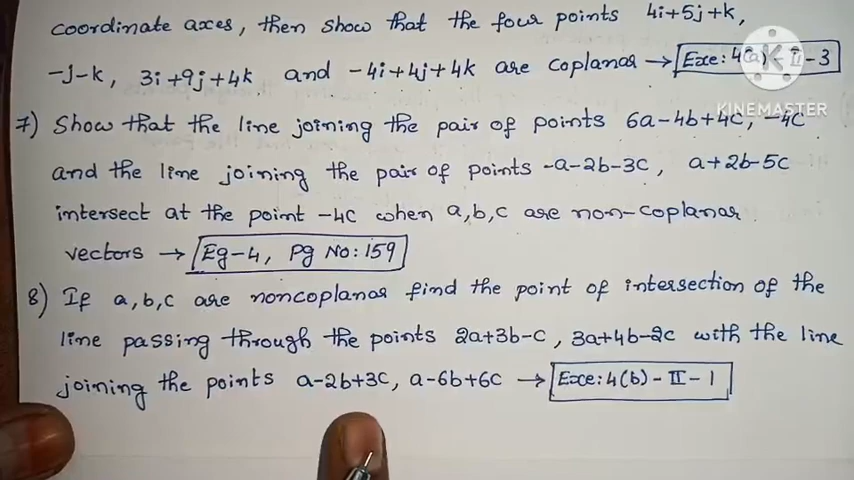 coordinate axes, then show that the four points 4i+5j+k,
-j-k, 3i+9j+4k and -4i+4j+4k are coplanar → Exe: 4(a)-II-3
KINEMASTER
7) Show that the line joining the pair of points 6a-4b+4c, -4c
and the line joining the pair of points -a-2b-3c, a+2b-5c
intersect at the point -4c when a,b,c are non-coplanar
vectors → Eg-4, Pg No: 159
8) If a,b,c are noncoplanar find the point of intersection of the
line passing through the points 2a+3b-c, 3a+4b-2c with the line
joining the points a-2b+3c, a-6b+6c → Exe: 4(b)-II-1